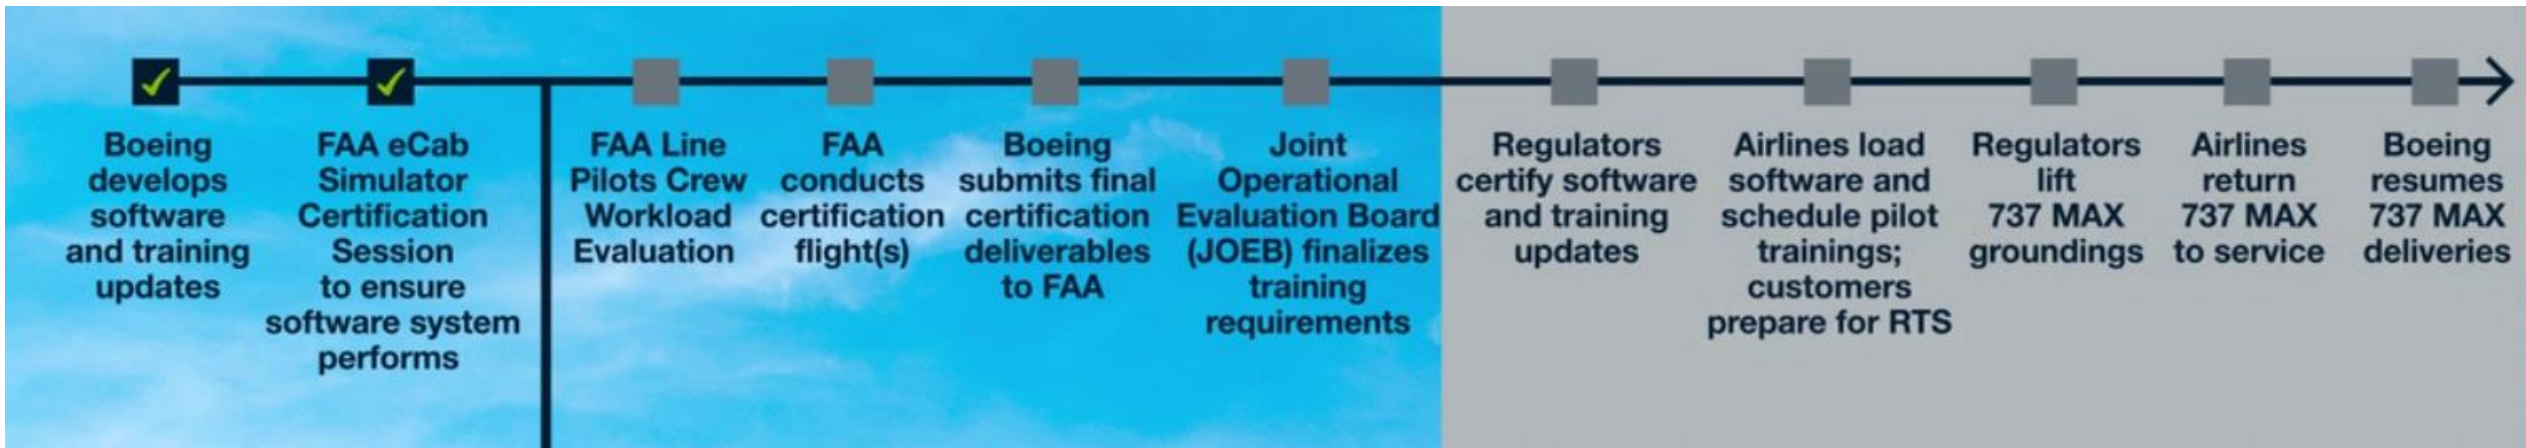 Boeing
develops
software
and training
updates
FAA eCab
Simulator
Certification
Session
to ensure
software system
performs
FAA Line
Pilots Crew
Workload
Evaluation
FAA
conducts
certification
flight(s)
Boeing
submits final
certification
deliverables
to FAA
Joint
Operational
Evaluation Board
(JOEB) finalizes
training
requirements
Regulators
certify software
and training
updates
Airlines load
software and
schedule pilot
trainings;
customers
prepare for RTS
Regulators
lift
737 MAX
groundings
Airlines
return
737 MAX
to service
Boeing
resumes
737 MAX
deliveries